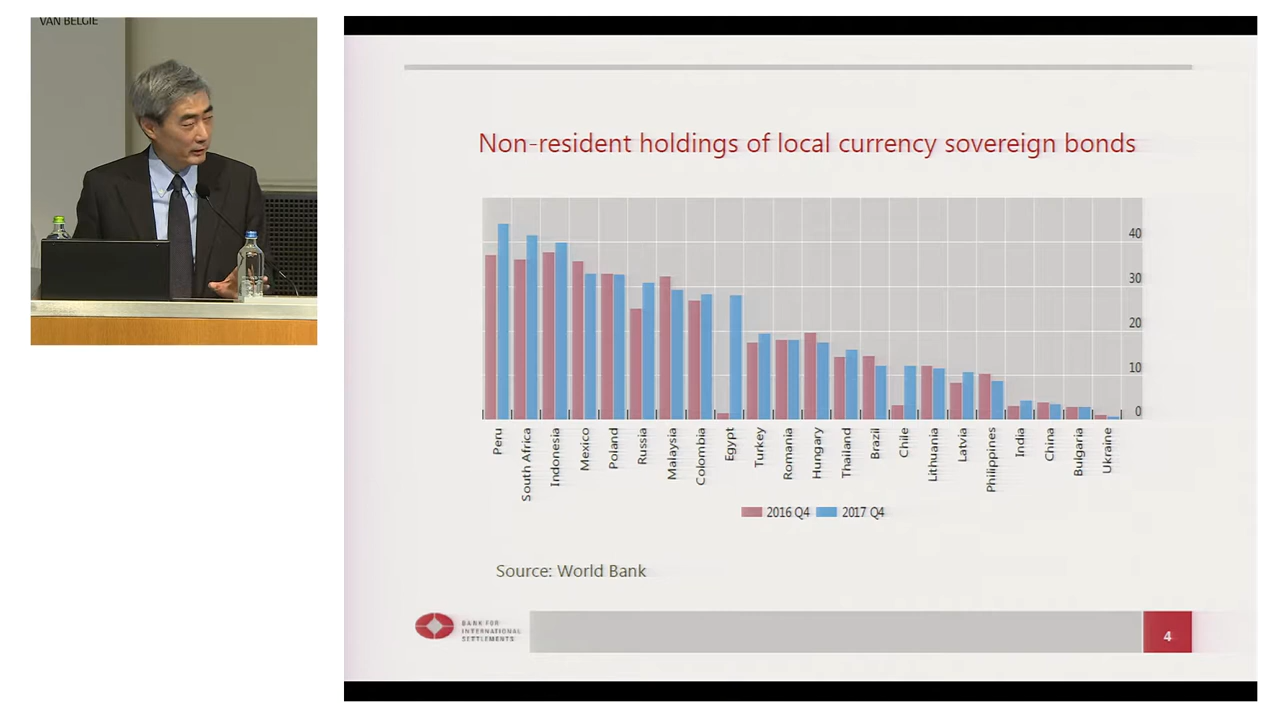 VAN BELGIE
Non-resident holdings of local currency sovereign bonds
40
30
20
10
0
Peru
South Africa
Indonesia
Mexico
Poland
Russia
Malaysia
Colombia
Egypt
Turkey
Romania
Hungary
Thailand
Brazil
Chile
Lithuania
Latvia
Philippines
India
China
Bulgaria
Ukraine
2016 Q4 2017 Q4
Source: World Bank
BANK FOR
INTERNATIONAL
SETTLEMENTS
4